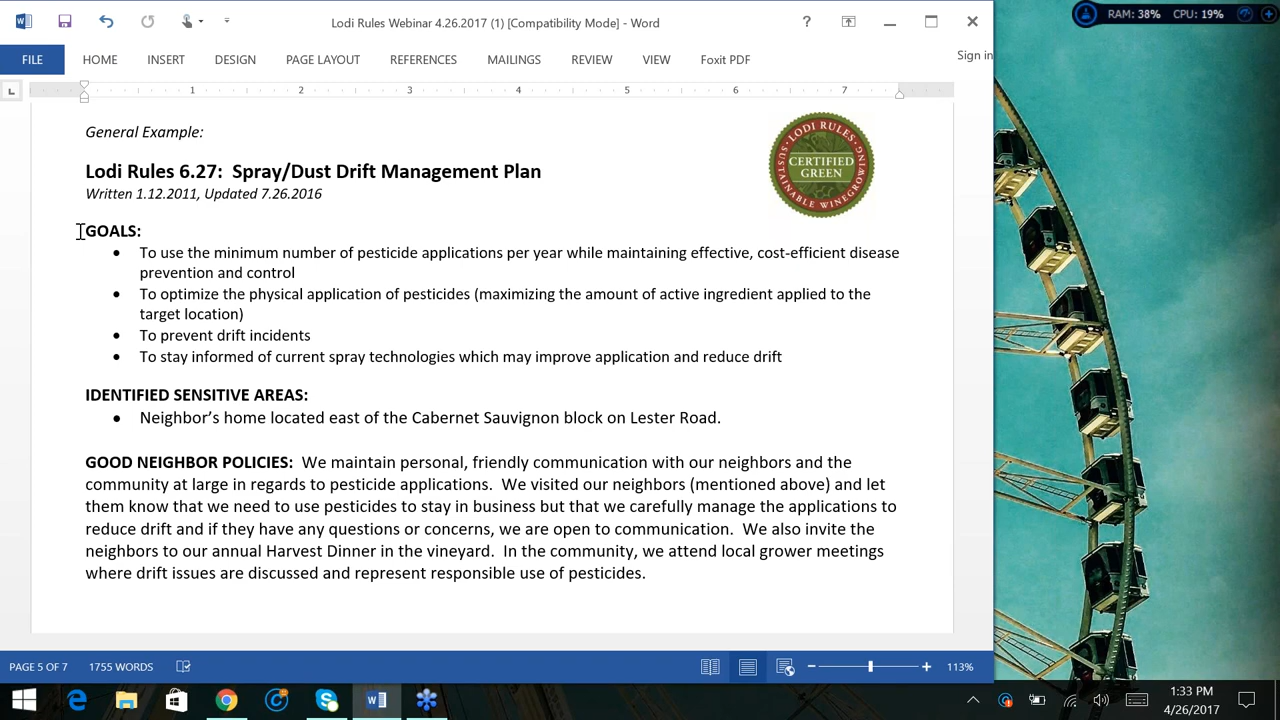 Lodi Rules Webinar 4.26.2017 (1) [Compatibility Mode] - Word
?
RAM: 38% CPU: 19%
FILE HOME INSERT DESIGN PAGE LAYOUT REFERENCES MAILINGS REVIEW VIEW Foxit PDF Sign in
1 2 3 4 5 6 7
General Example:
LODI RULES
CERTIFIED
GREEN
SUSTAINABLE WINEGROWING
Lodi Rules 6.27: Spray/Dust Drift Management Plan
Written 1.12.2011, Updated 7.26.2016
GOALS:
• To use the minimum number of pesticide applications per year while maintaining effective, cost-efficient disease
prevention and control
• To optimize the physical application of pesticides (maximizing the amount of active ingredient applied to the
target location)
• To prevent drift incidents
• To stay informed of current spray technologies which may improve application and reduce drift
IDENTIFIED SENSITIVE AREAS:
• Neighbor’s home located east of the Cabernet Sauvignon block on Lester Road.
GOOD NEIGHBOR POLICIES: We maintain personal, friendly communication with our neighbors and the
community at large in regards to pesticide applications. We visited our neighbors (mentioned above) and let
them know that we need to use pesticides to stay in business but that we carefully manage the applications to
reduce drift and if they have any questions or concerns, we are open to communication. We also invite the
neighbors to our annual Harvest Dinner in the vineyard. In the community, we attend local grower meetings
where drift issues are discussed and represent responsible use of pesticides.
PAGE 5 OF 7 1755 WORDS 113%
1:33 PM
4/26/2017